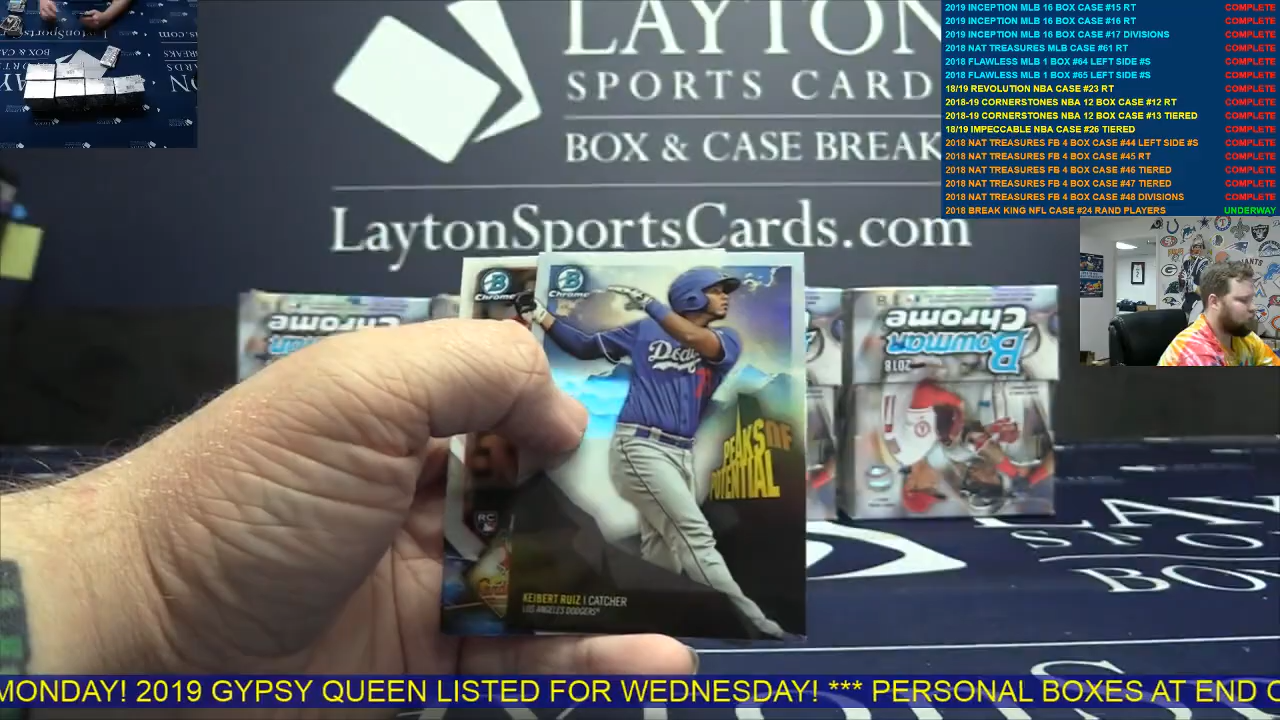 LAYTON
SPORTS CARD
BOX & CASE BREAK
LaytonSportsCards.com
2019 INCEPTION MLB 16 BOX CASE #15 RT COMPLETE
2019 INCEPTION MLB 16 BOX CASE #16 RT COMPLETE
2019 INCEPTION MLB 16 BOX CASE #17 DIVISIONS COMPLETE
2018 NAT TREASURES MLB CASE #61 RT COMPLETE
2018 FLAWLESS MLB 1 BOX #64 LEFT SIDE #S COMPLETE
2018 FLAWLESS MLB 1 BOX #65 LEFT SIDE #S COMPLETE
18/19 REVOLUTION NBA CASE #23 RT COMPLETE
2018-19 CORNERSTONES NBA 12 BOX CASE #12 RT COMPLETE
2018-19 CORNERSTONES NBA 12 BOX CASE #13 TIERED COMPLETE
18/19 IMPECCABLE NBA CASE #26 TIERED COMPLETE
2018 NAT TREASURES FB 4 BOX CASE #44 LEFT SIDE #S COMPLETE
2018 NAT TREASURES FB 4 BOX CASE #45 RT COMPLETE
2018 NAT TREASURES FB 4 BOX CASE #46 TIERED COMPLETE
2018 NAT TREASURES FB 4 BOX CASE #47 TIERED COMPLETE
2018 NAT TREASURES FB 4 BOX CASE #48 DIVISIONS COMPLETE
2018 BREAK KING NFL CASE #24 RAND PLAYERS UNDERWAY
B Chrome
B Chrome
Dodg
PEAKS OF
POTENTIAL
RC
KEIBERT RUIZ | CATCHER
LOS ANGELES DODGERS
Bowman
Chrome
2018
Bowman
Chrome
LAY
SPO
BO
MONDAY! 2019 GYPSY QUEEN LISTED FOR WEDNESDAY! *** PERSONAL BOXES AT END O